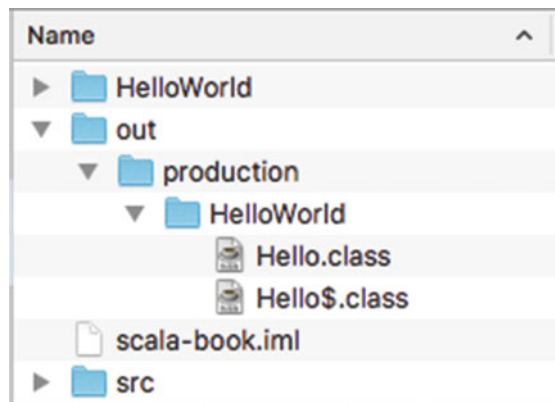 Name
HelloWorld
out
production
HelloWorld
Hello.class
Hello$.class
scala-book.iml
src